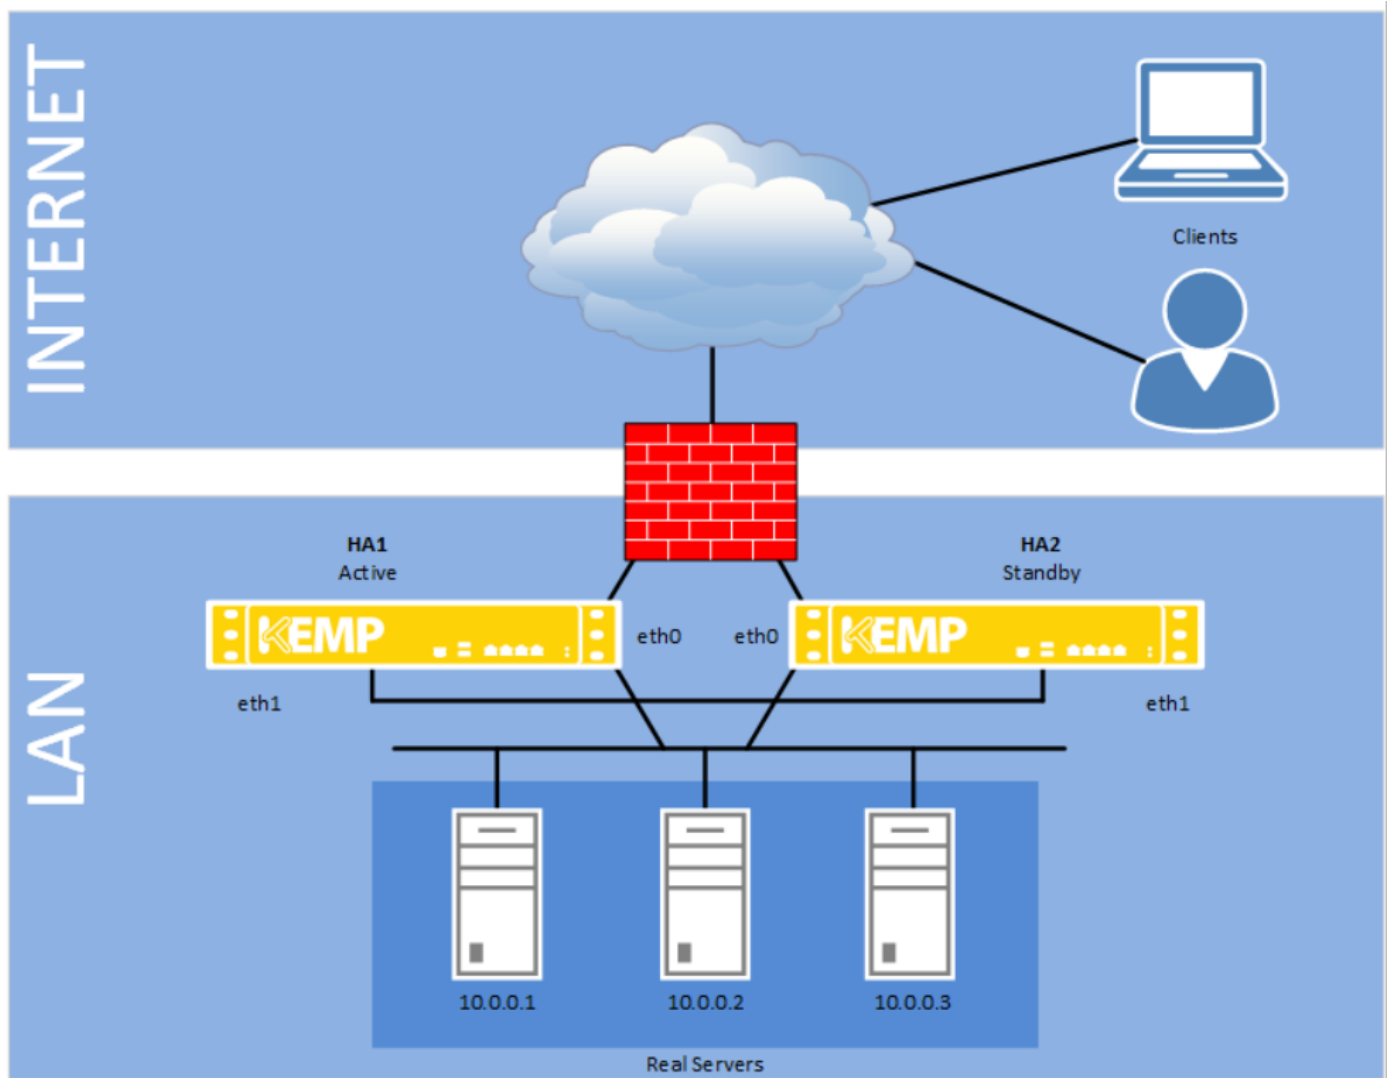 INTERNET
Clients
HA1
Active
HA2
Standby
KEMP
eth0
eth0
KEMP
eth1
eth1
LAN
10.0.0.1
10.0.0.2
10.0.0.3
Real Servers